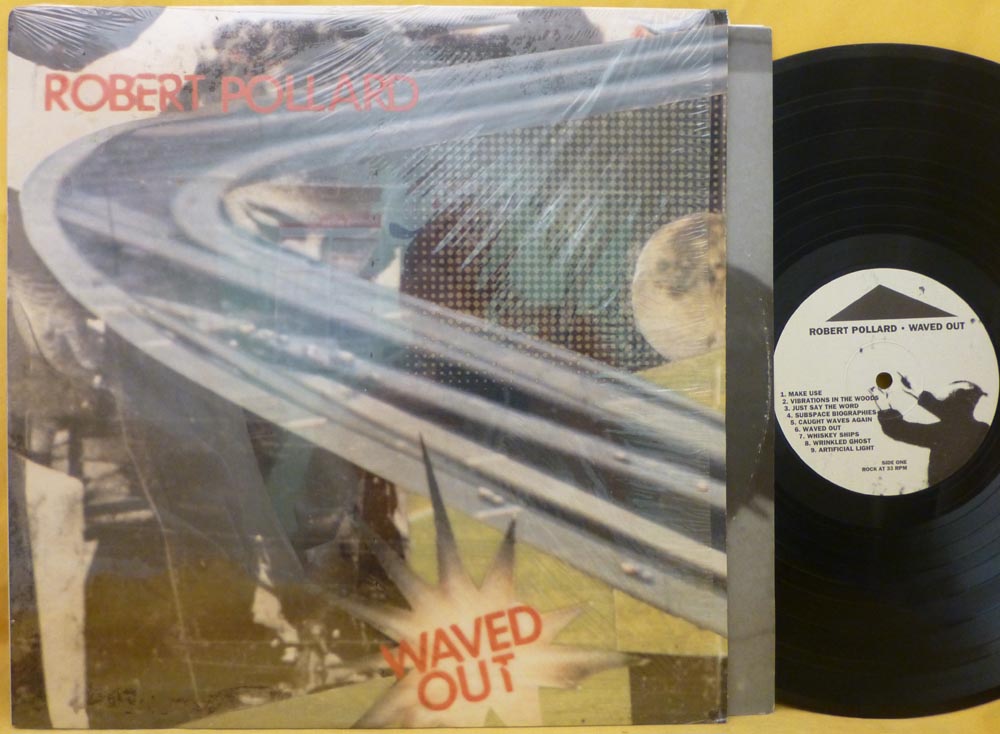 ROBERT POLLARD
WAVED
OUT
ROBERT POLLARD • WAVED OUT
1. MAKE USE
2. VIBRATIONS IN THE WOODS
3. JUST SAY THE WORD
4. SUBSPACE BIOGRAPHIES
5. CAUGHT WAVES AGAIN
6. WAVED OUT
7. WHISKEY SHIPS
8. WRINKLED GHOST
9. ARTIFICIAL LIGHT
SIDE ONE
ROCK AT 33 RPM